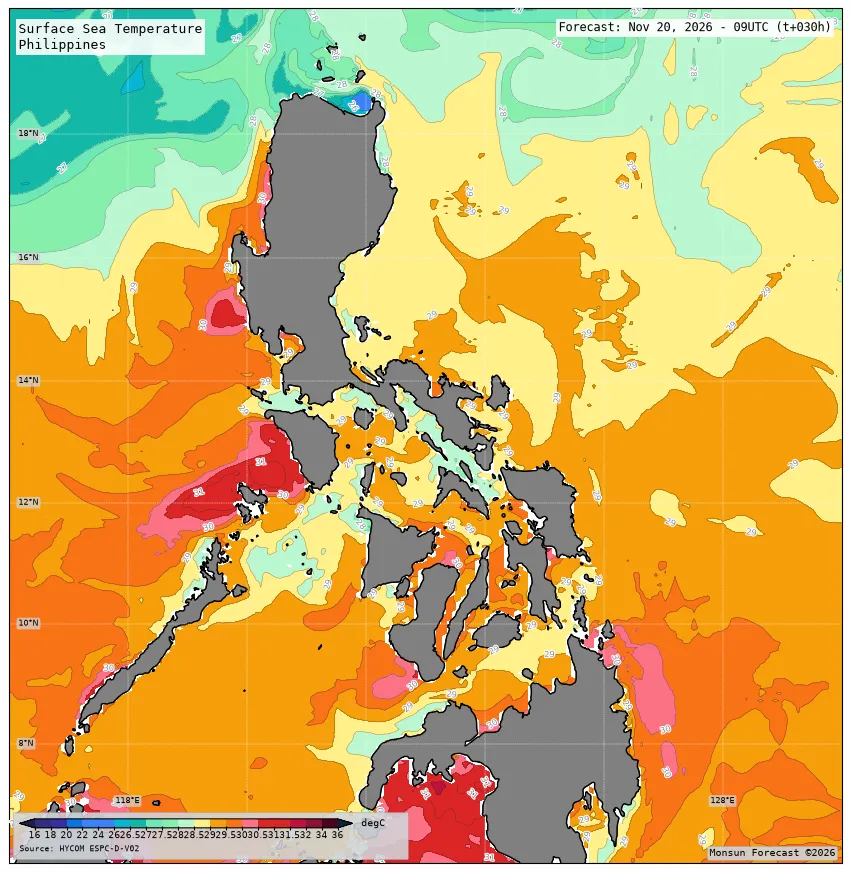 Surface Sea Temperature
Philippines
Forecast: Nov 20, 2026 - 09UTC (t+030h)
18°N
16°N
14°N
12°N
10°N
8°N
118°E
128°E
degC
16 18 20 22 24 26 26.5 27 27.5 28 28.5 29 29.5 30 30.5 31 31.5 32 34 36
Source: HYCOM ESPC-D-V02
Monsun Forecast ©2026